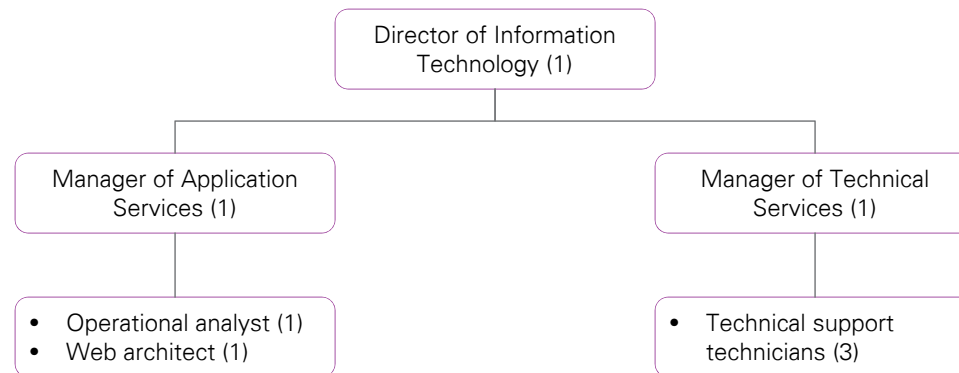 Director of Information
Technology (1)
Manager of Application
Services (1)
Manager of Technical
Services (1)
• Operational analyst (1)
• Web architect (1)
• Technical support
technicians (3)